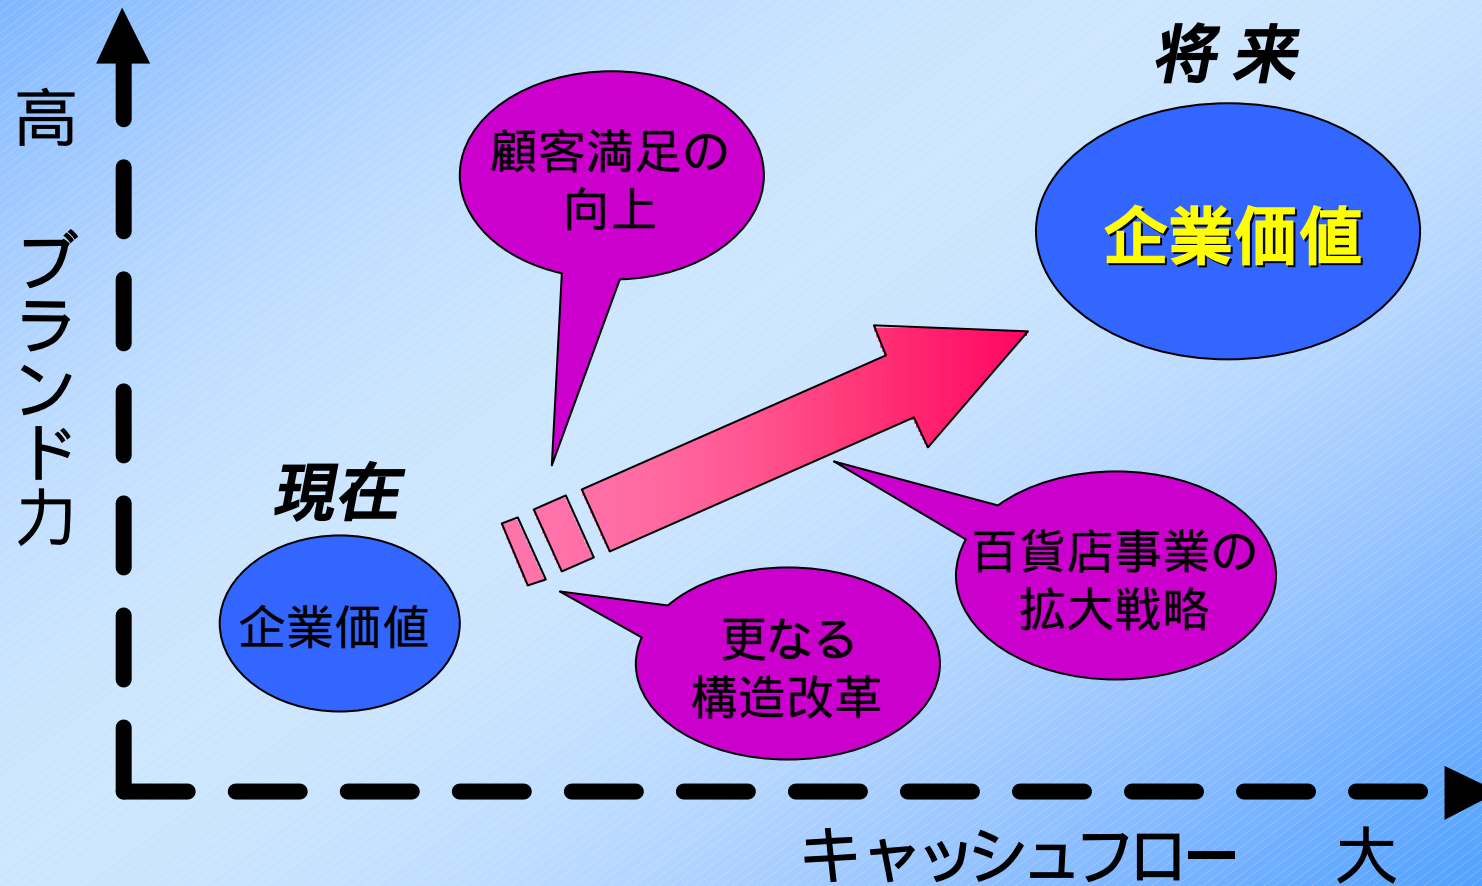 将来
高 ブランド力
顧客満足の
向上
企業価値
現在
企業価値
百貨店事業の
拡大戦略
更なる
構造改革
キャッシュフロー 大